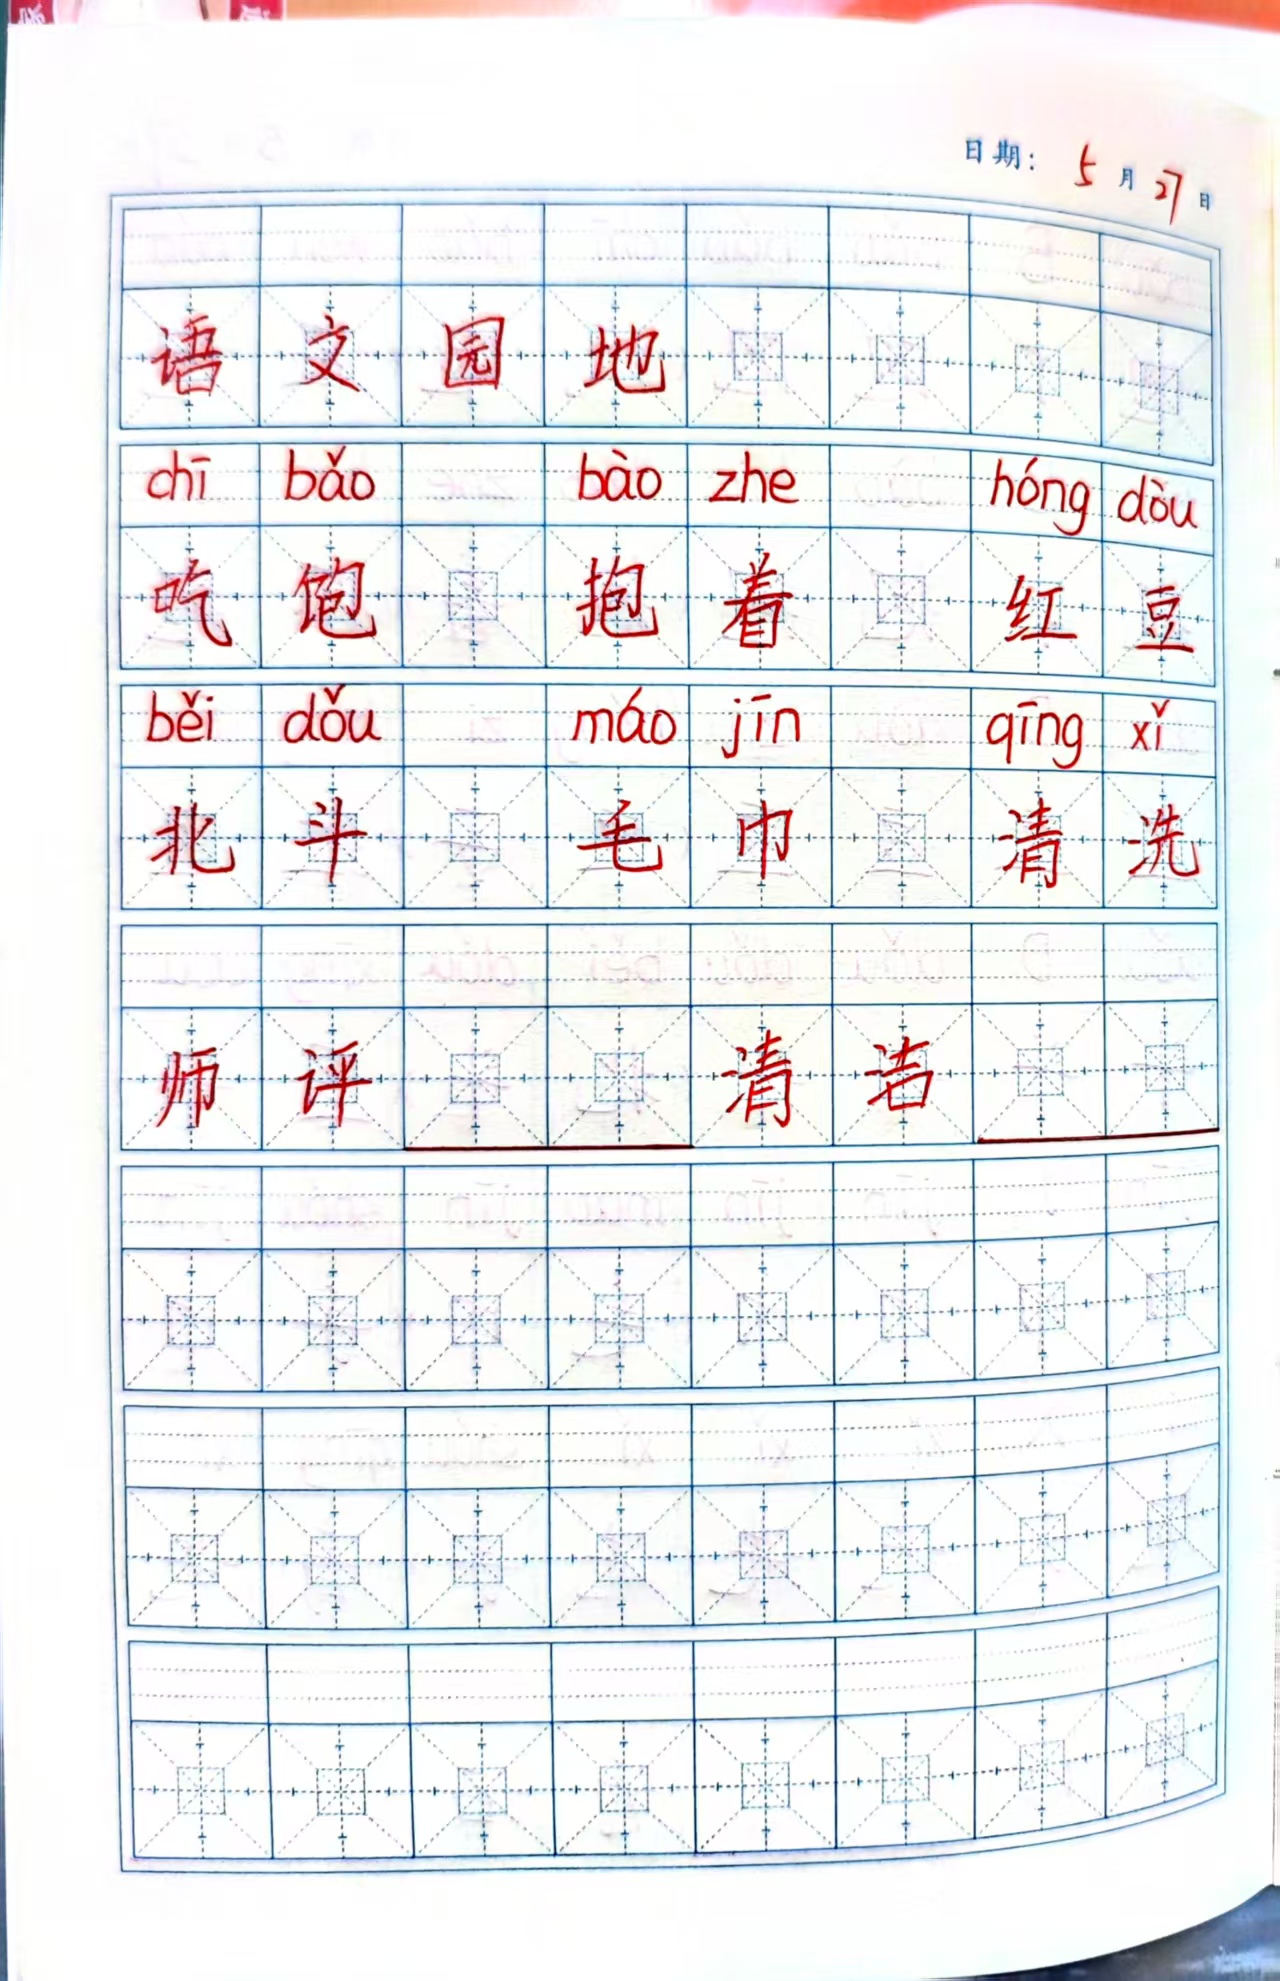 日期： 5 月 27 日
语文园地
chī bǎo bào zhe hóng dòu
吃饱 抱着 红豆
běi dǒu máo jīn qīng xǐ
北斗 毛巾 清洗
师评 清洁